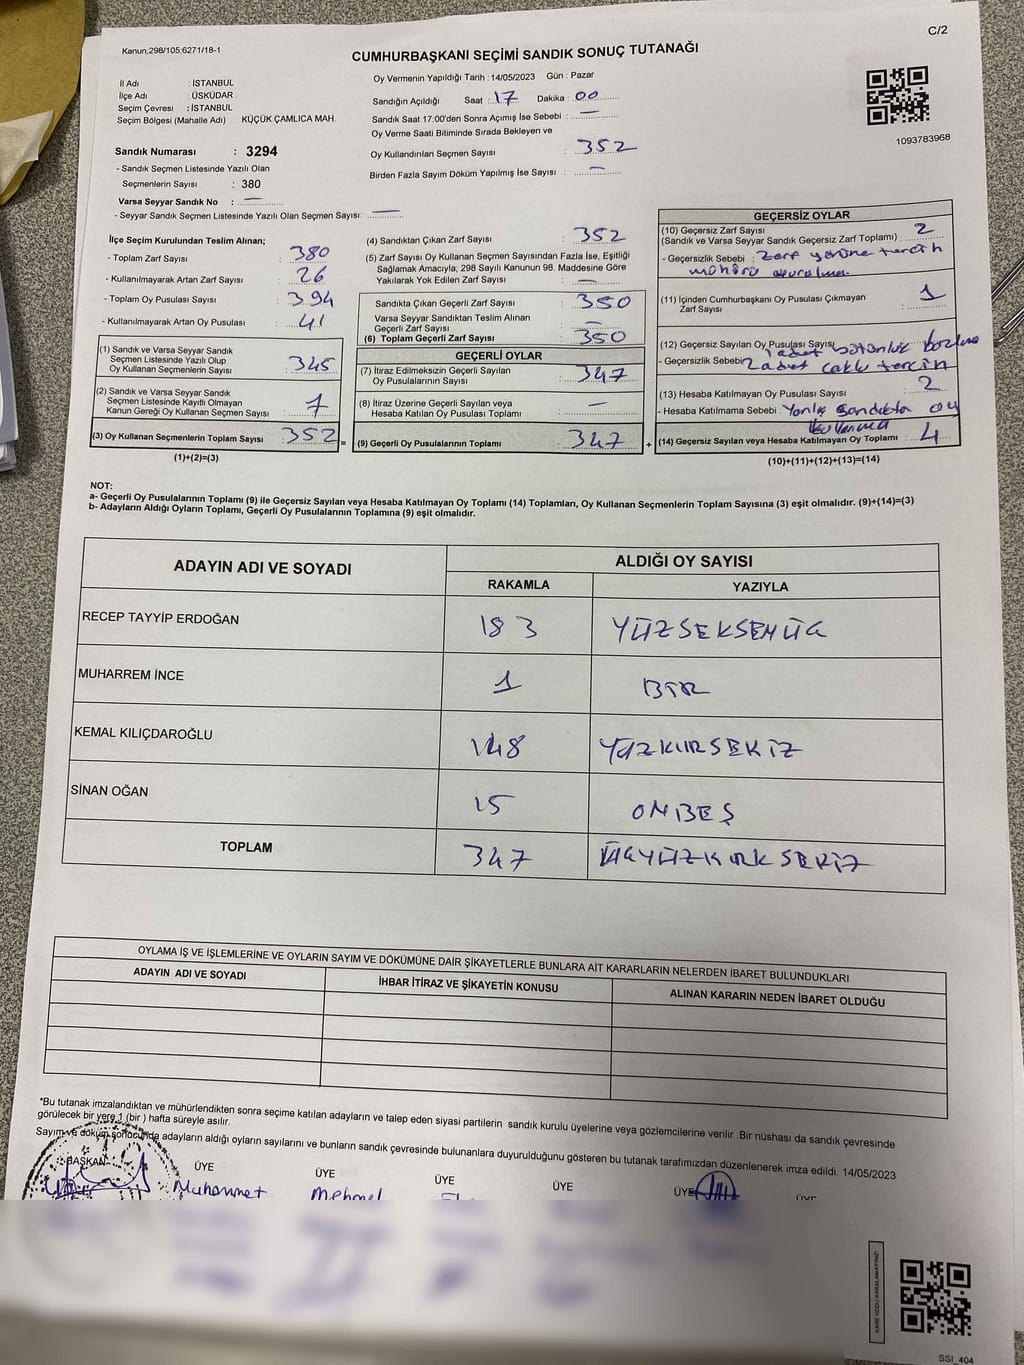 Kanun;298/105;6271/18-1
C/2
CUMHURBAŞKANI SEÇİMİ SANDIK SONUÇ TUTANAĞI
İl Adı : İSTANBUL
İlçe Adı : ÜSKÜDAR
Seçim Çevresi : İSTANBUL
Seçim Bölgesi (Mahalle Adı) : KÜÇÜK ÇAMLICA MAH.
Sandık Numarası : 3294
- Sandık Seçmen Listesinde Yazılı Olan
Seçmenlerin Sayısı : 380
Varsa Seyyar Sandık No : —
- Seyyar Sandık Seçmen Listesinde Yazılı Olan Seçmen Sayısı: —
Oy Vermenin Yapıldığı Tarih : 14/05/2023 Gün : Pazar
Sandığın Açıldığı Saat : 17 Dakika : 00
Sandık Saat 17:00'den Sonra Açımış İse Sebebi : —
Oy Verme Saati Bitiminde Sırada Bekleyen ve
Oy Kullandırılan Seçmen Sayısı : 352
Birden Fazla Sayım Döküm Yapılmış İse Sayısı : —
1093783968
İlçe Seçim Kurulundan Teslim Alınan;
- Toplam Zarf Sayısı : 380
- Kullanılmayarak Artan Zarf Sayısı : 26
- Toplam Oy Pusulası Sayısı : 394
- Kullanılmayarak Artan Oy Pusulası : 41
(1) Sandık ve Varsa Seyyar Sandık
Seçmen Listesinde Yazılı Olup
Oy Kullanan Seçmenlerin Sayısı : 345
(2) Sandık ve Varsa Seyyar Sandık
Seçmen Listesinde Kayıtlı Olmayan
Kanun Gereği Oy Kullanan Seçmen Sayısı : 7
(3) Oy Kullanan Seçmenlerin Toplam Sayısı : 352 =
(1)+(2)=(3)
(4) Sandıktan Çıkan Zarf Sayısı : 352
(5) Zarf Sayısı Oy Kullanan Seçmen Sayısından Fazla İse, Eşitliği
Sağlamak Amacıyla, 298 Sayılı Kanunun 98. Maddesine Göre
Yakılarak Yok Edilen Zarf Sayısı : —
Sandıkta Çıkan Geçerli Zarf Sayısı : 350
Varsa Seyyar Sandıktan Teslim Alınan
Geçerli Zarf Sayısı : —
(6) Toplam Geçerli Zarf Sayısı : 350
GEÇERLİ OYLAR
(7) İtiraz Edilmeksizin Geçerli Sayılan
Oy Pusulalarının Sayısı : 347
(8) İtiraz Üzerine Geçerli Sayılan veya
Hesaba Katılan Oy Pusulası Toplamı : —
(9) Geçerli Oy Pusulalarının Toplamı : 347 +
GEÇERSİZ OYLAR
(10) Geçersiz Zarf Sayısı
(Sandık ve Varsa Seyyar Sandık Geçersiz Zarf Toplamı) : 2
- Geçersizlik Sebebi : Zarf yönüne tercih
mührü vurulma.
(11) İçinden Cumhurbaşkanı Oy Pusulası Çıkmayan
Zarf Sayısı : 1
(12) Geçersiz Sayılan Oy Pusulası Sayısı 1 adet bütünlük bozulma
- Geçersizlik Sebebi 2 adet çoklu tercih
(13) Hesaba Katılmayan Oy Pusulası Sayısı : 2
- Hesaba Katılmama Sebebi : Yanlış Sandıkta oy
kullanma
(14) Geçersiz Sayılan veya Hesaba Katılmayan Oy Toplamı : 4
(10)+(11)+(12)+(13)=(14)
NOT:
a- Geçerli Oy Pusulalarının Toplamı (9) ile Geçersiz Sayılan veya Hesaba Katılmayan Oy Toplamı (14) Toplamları, Oy Kullanan Seçmenlerin Toplam Sayısına (3) eşit olmalıdır. (9)+(14)=(3)
b- Adayların Aldığı Oyların Toplamı, Geçerli Oy Pusulalarının Toplamına (9) eşit olmalıdır.
ADAYIN ADI VE SOYADI
ALDIĞI OY SAYISI
RAKAMLA YAZIYLA
RECEP TAYYİP ERDOĞAN 183 YÜZSEKSENÜÇ
MUHARREM İNCE 1 BİR
KEMAL KILIÇDAROĞLU 148 YÜZKIRKSEKİZ
SİNAN OĞAN 15 ONBEŞ
TOPLAM 347 ÜÇYÜZKIRKSEKİZ
OYLAMA İŞ VE İŞLEMLERİNE VE OYLARIN SAYIM VE DÖKÜMÜNE DAİR ŞİKAYETLERLE BUNLARA AİT KARARLARIN NELERDEN İBARET BULUNDUKLARI
ADAYIN ADI VE SOYADI İHBAR İTİRAZ VE ŞİKAYETİN KONUSU ALINAN KARARIN NEDEN İBARET OLDUĞU
*Bu tutanak imzalandıktan ve mühürlendikten sonra seçime katılan adayların ve talep eden siyasi partilerin sandık kurulu üyelerine veya gözlemcilerine verilir .Bir nüshası da sandık çevresinde
görülecek bir yere 1 (bir ) hafta süreyle asılır.
Sayım ve döküm sonucunda adayların aldığı oyların sayılarını ve bunların sandık çevresinde bulunanlara duyurulduğunu gösteren bu tutanak tarafımızdan düzenlenerek imza edildi. 14/05/2023
BAŞKAN ÜYE ÜYE ÜYE ÜYE ÜYE ÜYE
Muhammet Mehmet
KARE KODU KARALAMAYINIZ!
SSI_404